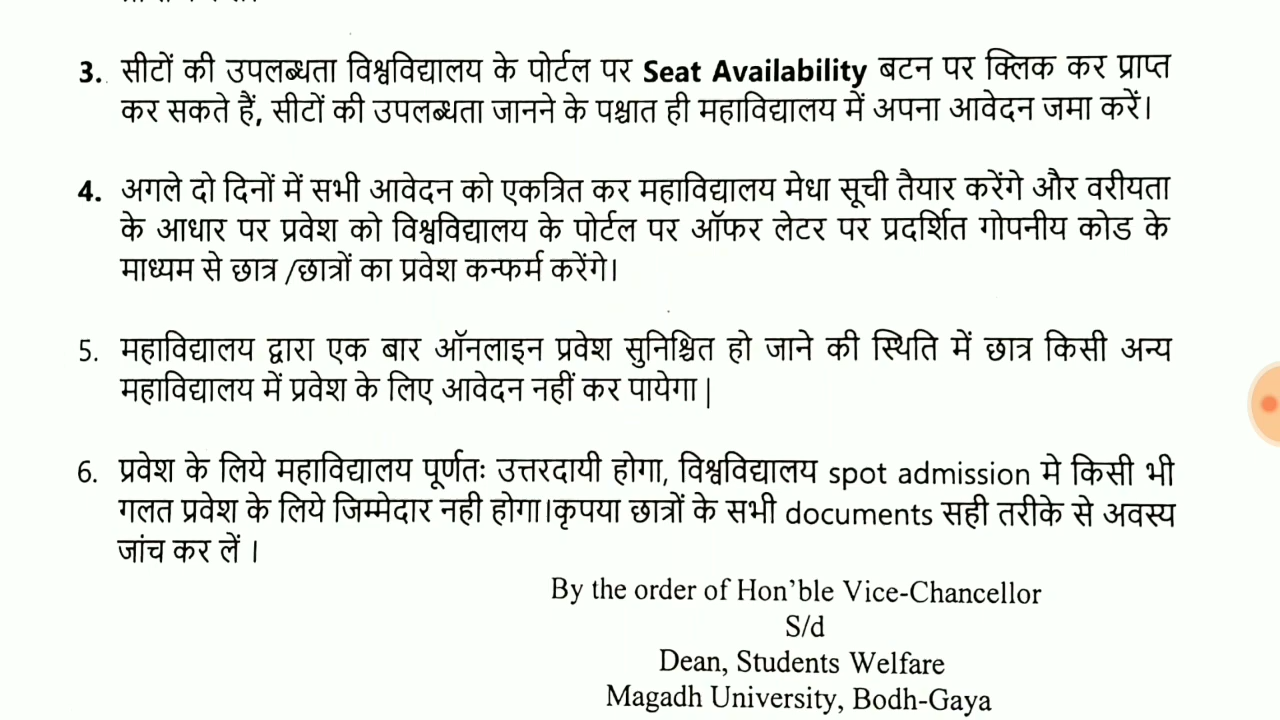 3. सीटों की उपलब्धता विश्वविद्यालय के पोर्टल पर Seat Availability बटन पर क्लिक कर प्राप्त
कर सकते हैं, सीटों की उपलब्धता जानने के पश्चात ही महाविद्यालय में अपना आवेदन जमा करें।
4. अगले दो दिनों में सभी आवेदन को एकत्रित कर महाविद्यालय मेधा सूची तैयार करेंगे और वरीयता
के आधार पर प्रवेश को विश्वविद्यालय के पोर्टल पर ऑफर लेटर पर प्रदर्शित गोपनीय कोड के
माध्यम से छात्र /छात्रों का प्रवेश कन्फर्म करेंगे।
5. महाविद्यालय द्वारा एक बार ऑनलाइन प्रवेश सुनिश्चित हो जाने की स्थिति में छात्र किसी अन्य
महाविद्यालय में प्रवेश के लिए आवेदन नहीं कर पायेगा|
6. प्रवेश के लिये महाविद्यालय पूर्णतः उत्तरदायी होगा, विश्वविद्यालय spot admission मे किसी भी
गलत प्रवेश के लिये जिम्मेदार नही होगा।कृपया छात्रों के सभी documents सही तरीके से अवस्य
जांच कर लें ।
By the order of Hon’ble Vice-Chancellor
S/d
Dean, Students Welfare
Magadh University, Bodh-Gaya